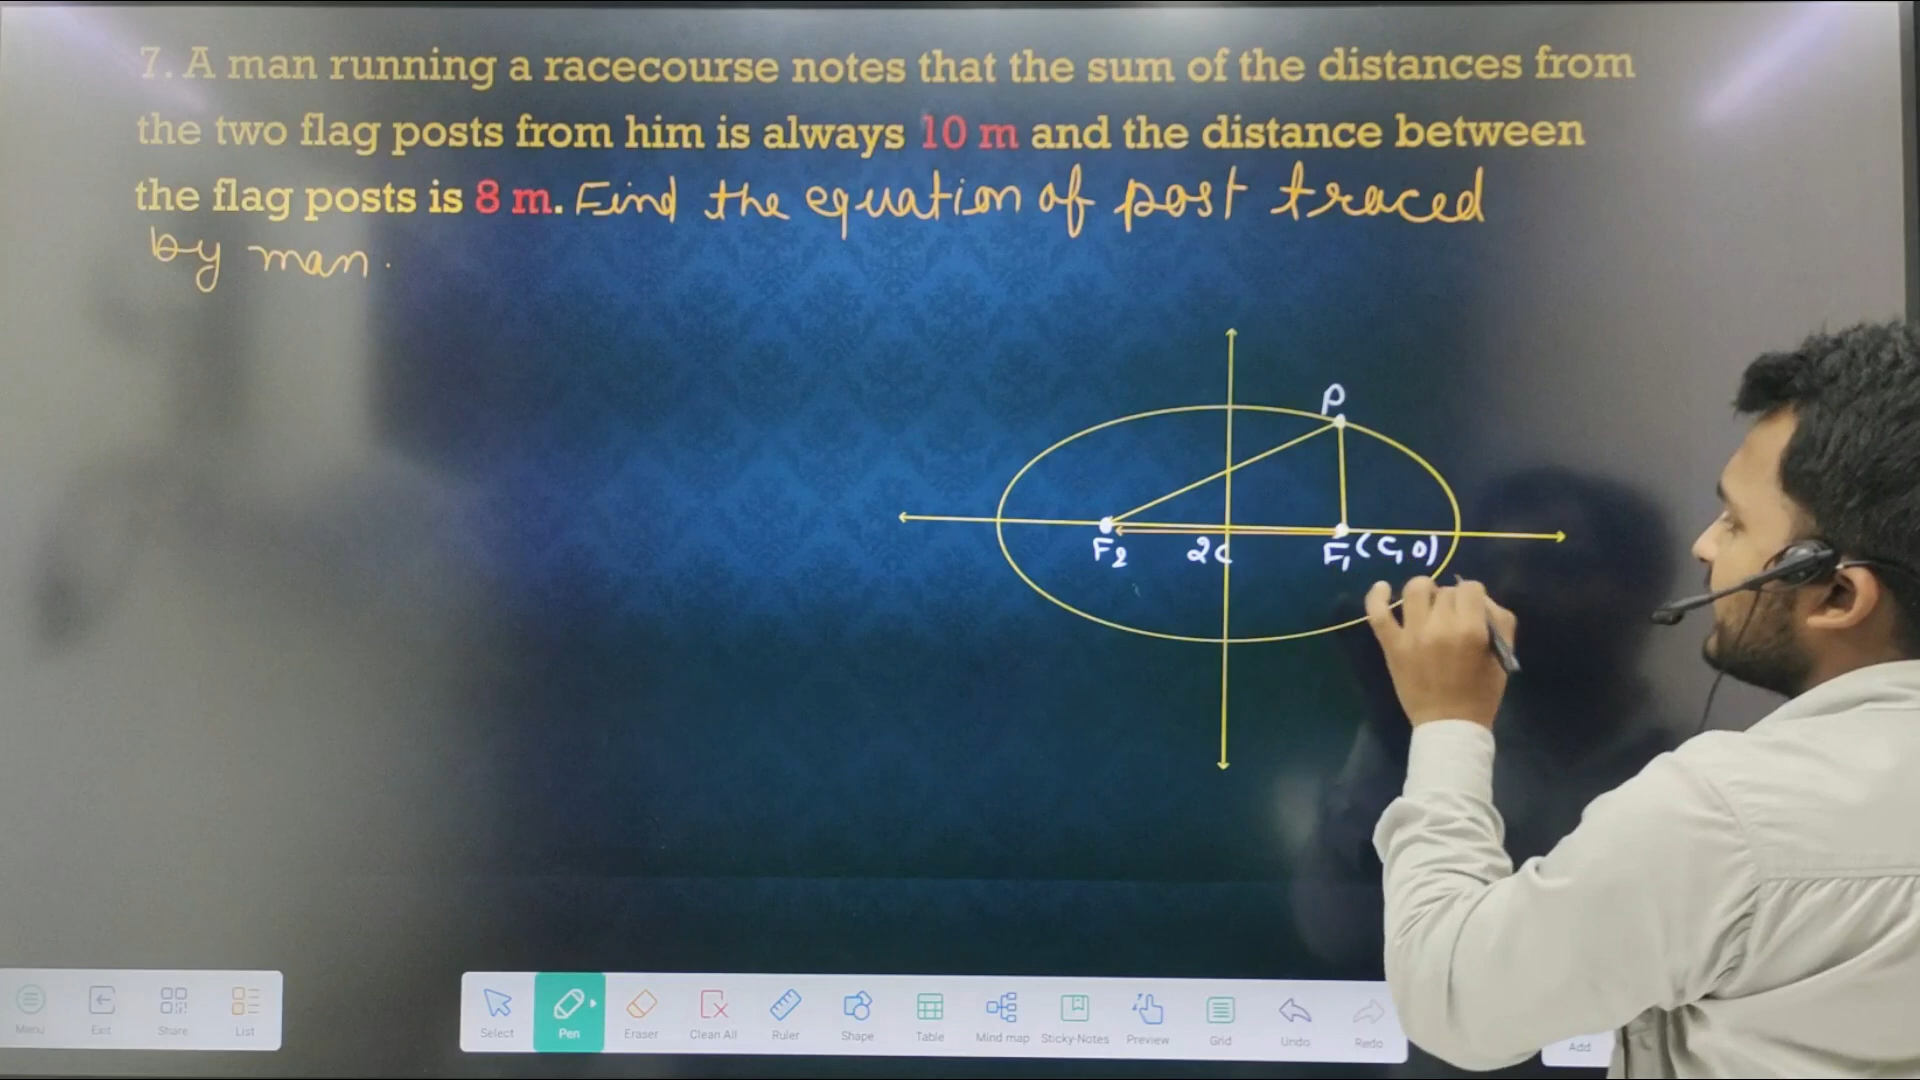 7. A man running a racecourse notes that the sum of the distances from
the two flag posts from him is always 10 m and the distance between
the flag posts is 8 m. Find the equation of post traced
by man.
P
F2 2C F1 (C, 0)
Menu Exit Share List
Select Pen Eraser Clean All Ruler Shape Table Mind map Sticky-Notes Preview Grid Undo Redo Add